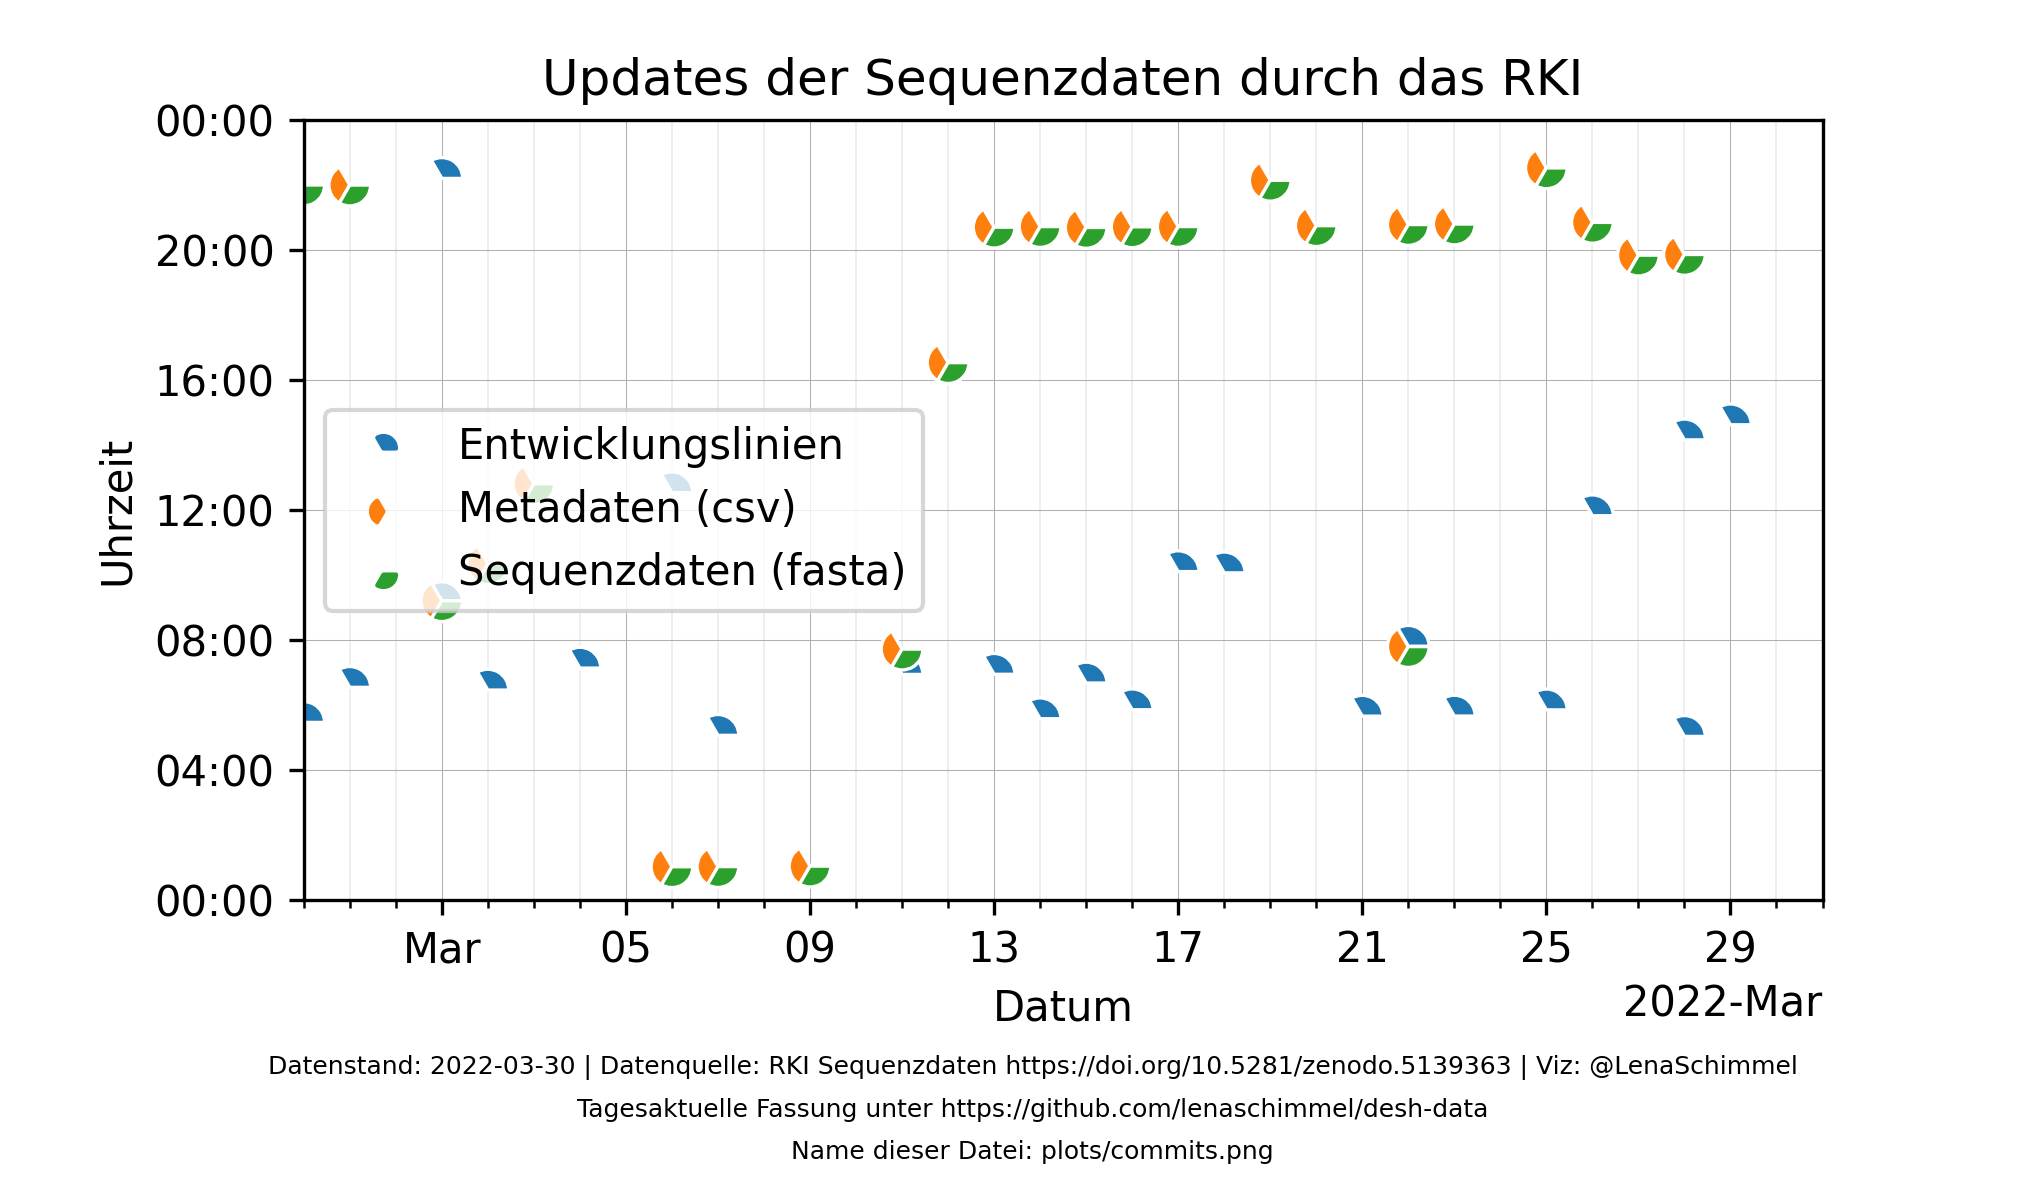 Updates der Sequenzdaten durch das RKI
00:00
20:00
16:00
12:00
08:00
04:00
00:00
Uhrzeit
Entwicklungslinien
Metadaten (csv)
Sequenzdaten (fasta)
Mar 05 09 13 17 21 25 29
Datum
2022-Mar
Datenstand: 2022-03-30 | Datenquelle: RKI Sequenzdaten https://doi.org/10.5281/zenodo.5139363 | Viz: @LenaSchimmel
Tagesaktuelle Fassung unter https://github.com/lenaschimmel/desh-data
Name dieser Datei: plots/commits.png